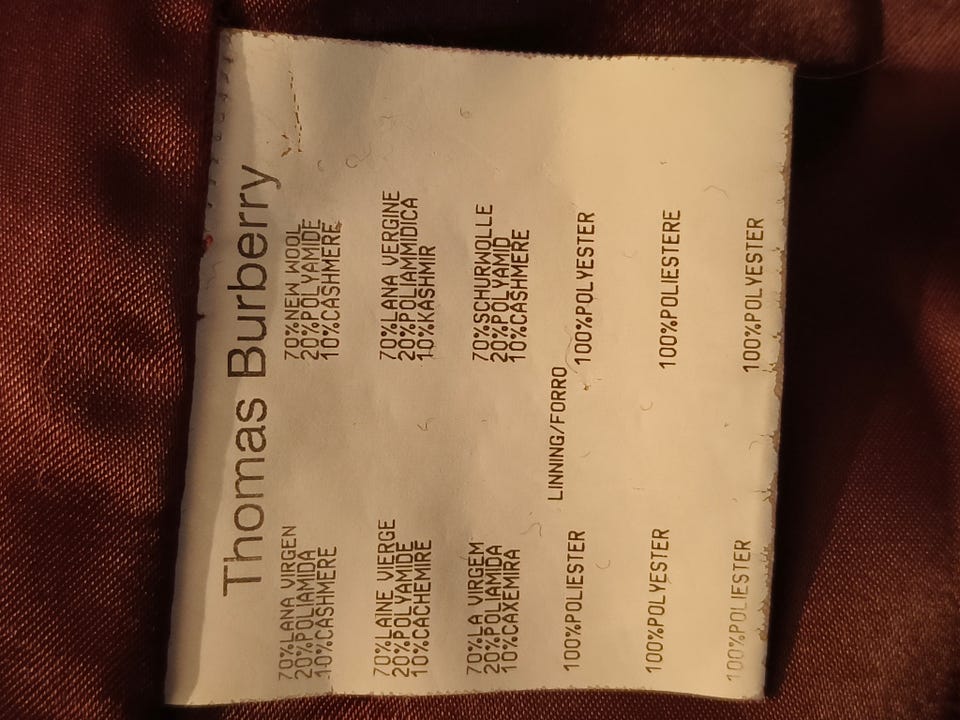 Thomas Burberry
70%LANA VIRGEN
20%POLIAMIDA
10%CASHMERE
70%NEW WOOL
20%POLYAMIDE
10%CASHMERE
70%LAINE VIERGE
20%POLYAMIDE
10%CACHEMIRE
70%LANA VERGINE
20%POLIAMMIDICA
10%KASHMIR
70%LA VIRGEM
20%POLIAMIDA
10%CAXEMIRA
70%SCHURWOLLE
20%POLYAMID
10%CASHMERE
LINNING/FORRO
100%POLIESTER
100%POLYESTER
100%POLYESTER
100%POLIESTERE
100%POLIESTER
100%POLYESTER